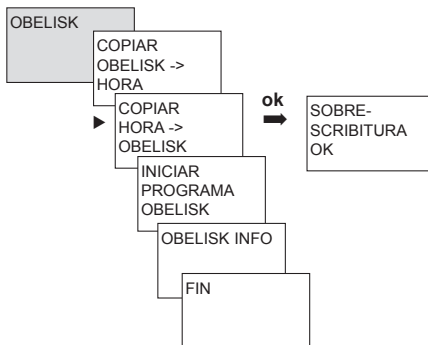 OBELISK
COPIAR
OBELISK ->
HORA
COPIAR
HORA ->
OBELISK
ok
SOBRE-
SCRIBITURA
OK
INICIAR
PROGRAMA
OBELISK
OBELISK INFO
FIN